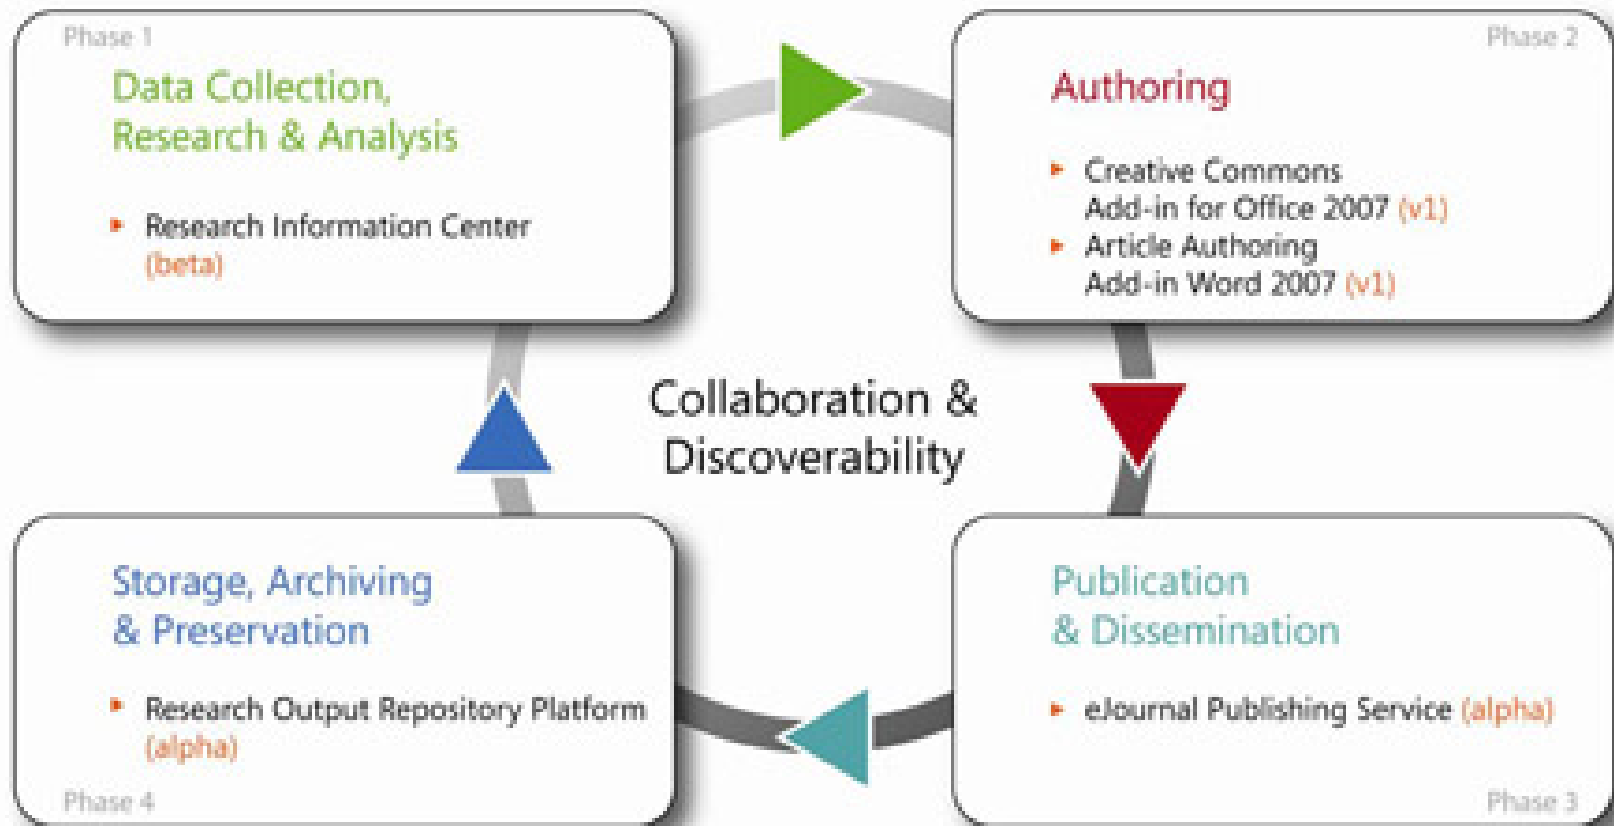 Phase 1
Data Collection,
Research & Analysis
Research Information Center
(beta)
Phase 2
Authoring
Creative Commons
Add-in for Office 2007 (v1)
Article Authoring
Add-in Word 2007 (v1)
Collaboration &
Discoverability
Storage, Archiving
& Preservation
Research Output Repository Platform
(alpha)
Phase 4
Publication
& Dissemination
eJournal Publishing Service (alpha)
Phase 3